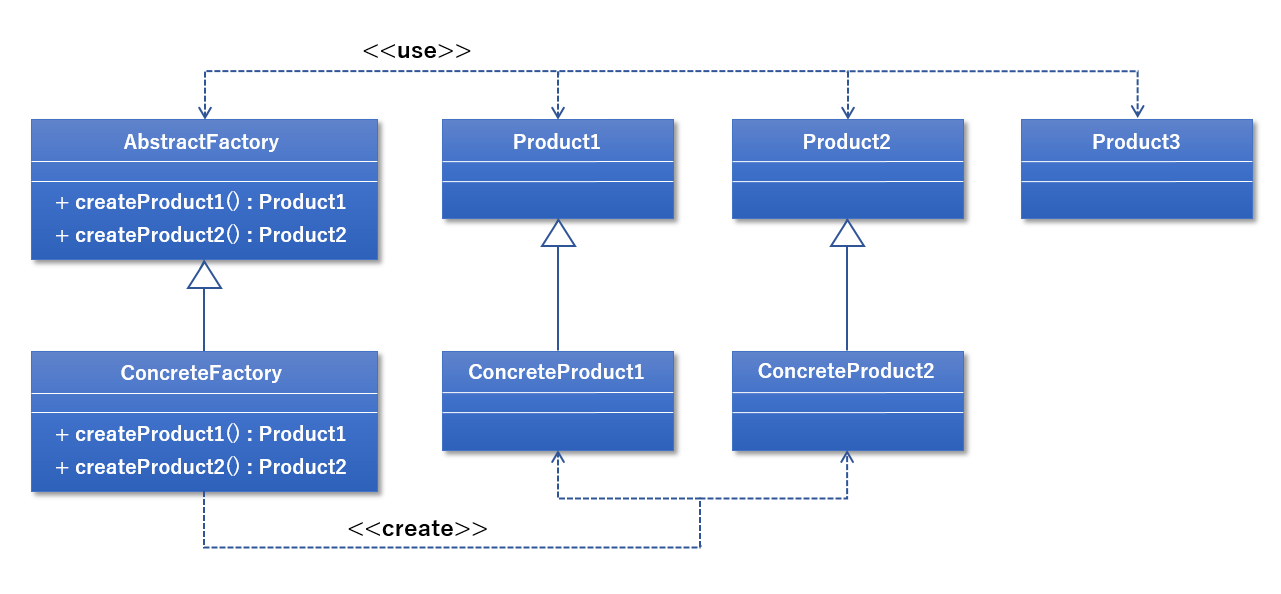 <<use>>
AbstractFactory
+ createProduct1() : Product1
+ createProduct2() : Product2
Product1
Product2
Product3
ConcreteFactory
+ createProduct1() : Product1
+ createProduct2() : Product2
ConcreteProduct1
ConcreteProduct2
<<create>>